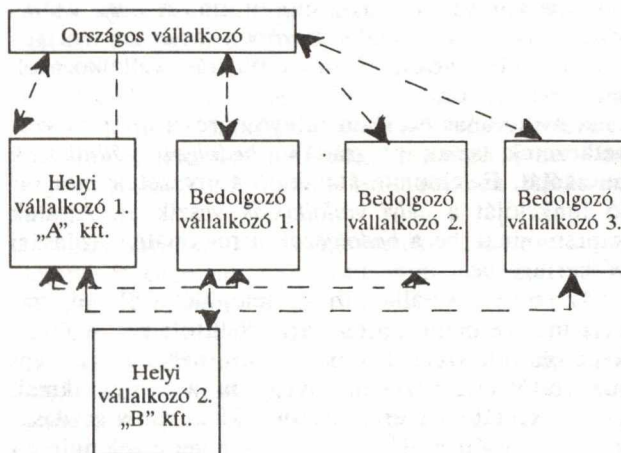 Országos vállalkozó
Helyi
vállalkozó 1.
„A” kft.
Bedolgozó
vállalkozó 1.
Bedolgozó
vállalkozó 2.
Bedolgozó
vállalkozó 3.
Helyi
vállalkozó 2.
„B” kft.